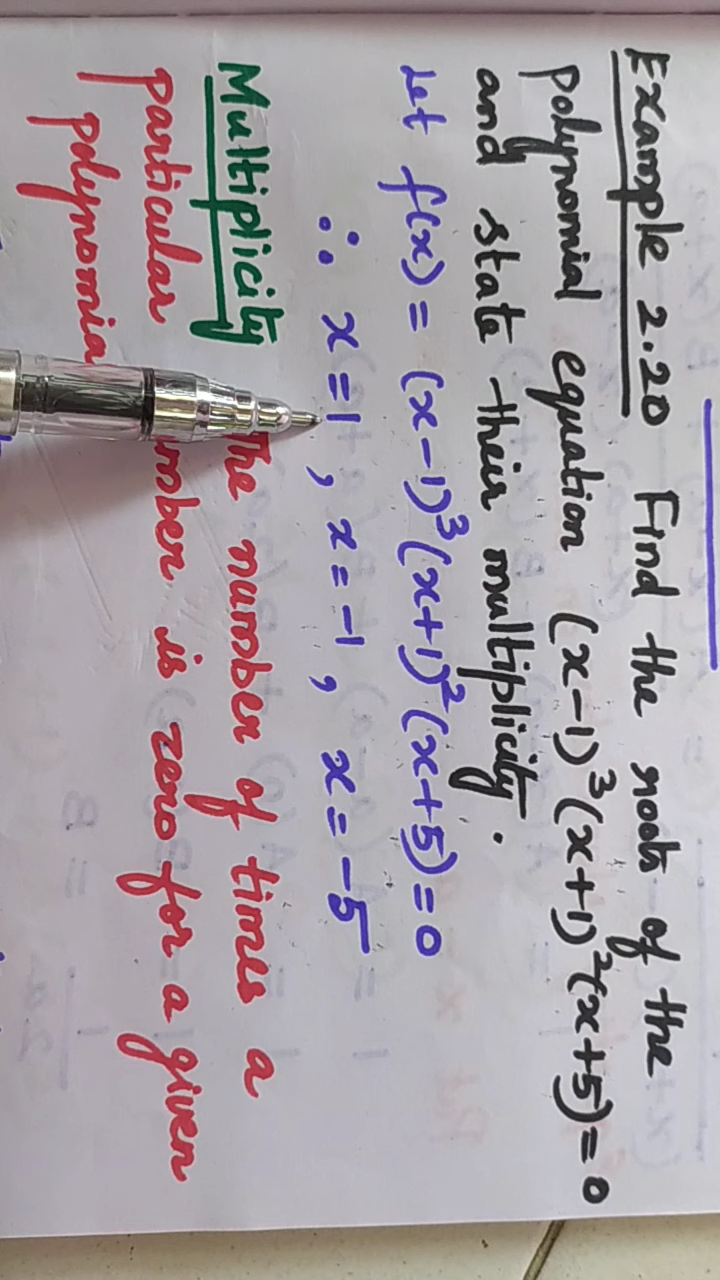 Example 2.20 Find the roots of the
polynomial equation (x-1)³(x+1)²(x+5)=0
and state their multiplicity.
Let f(x) = (x-1)³(x+1)²(x+5)=0
∴ x=1, x=-1, x=-5
Multiplicity The number of times a
particular is zero for a given